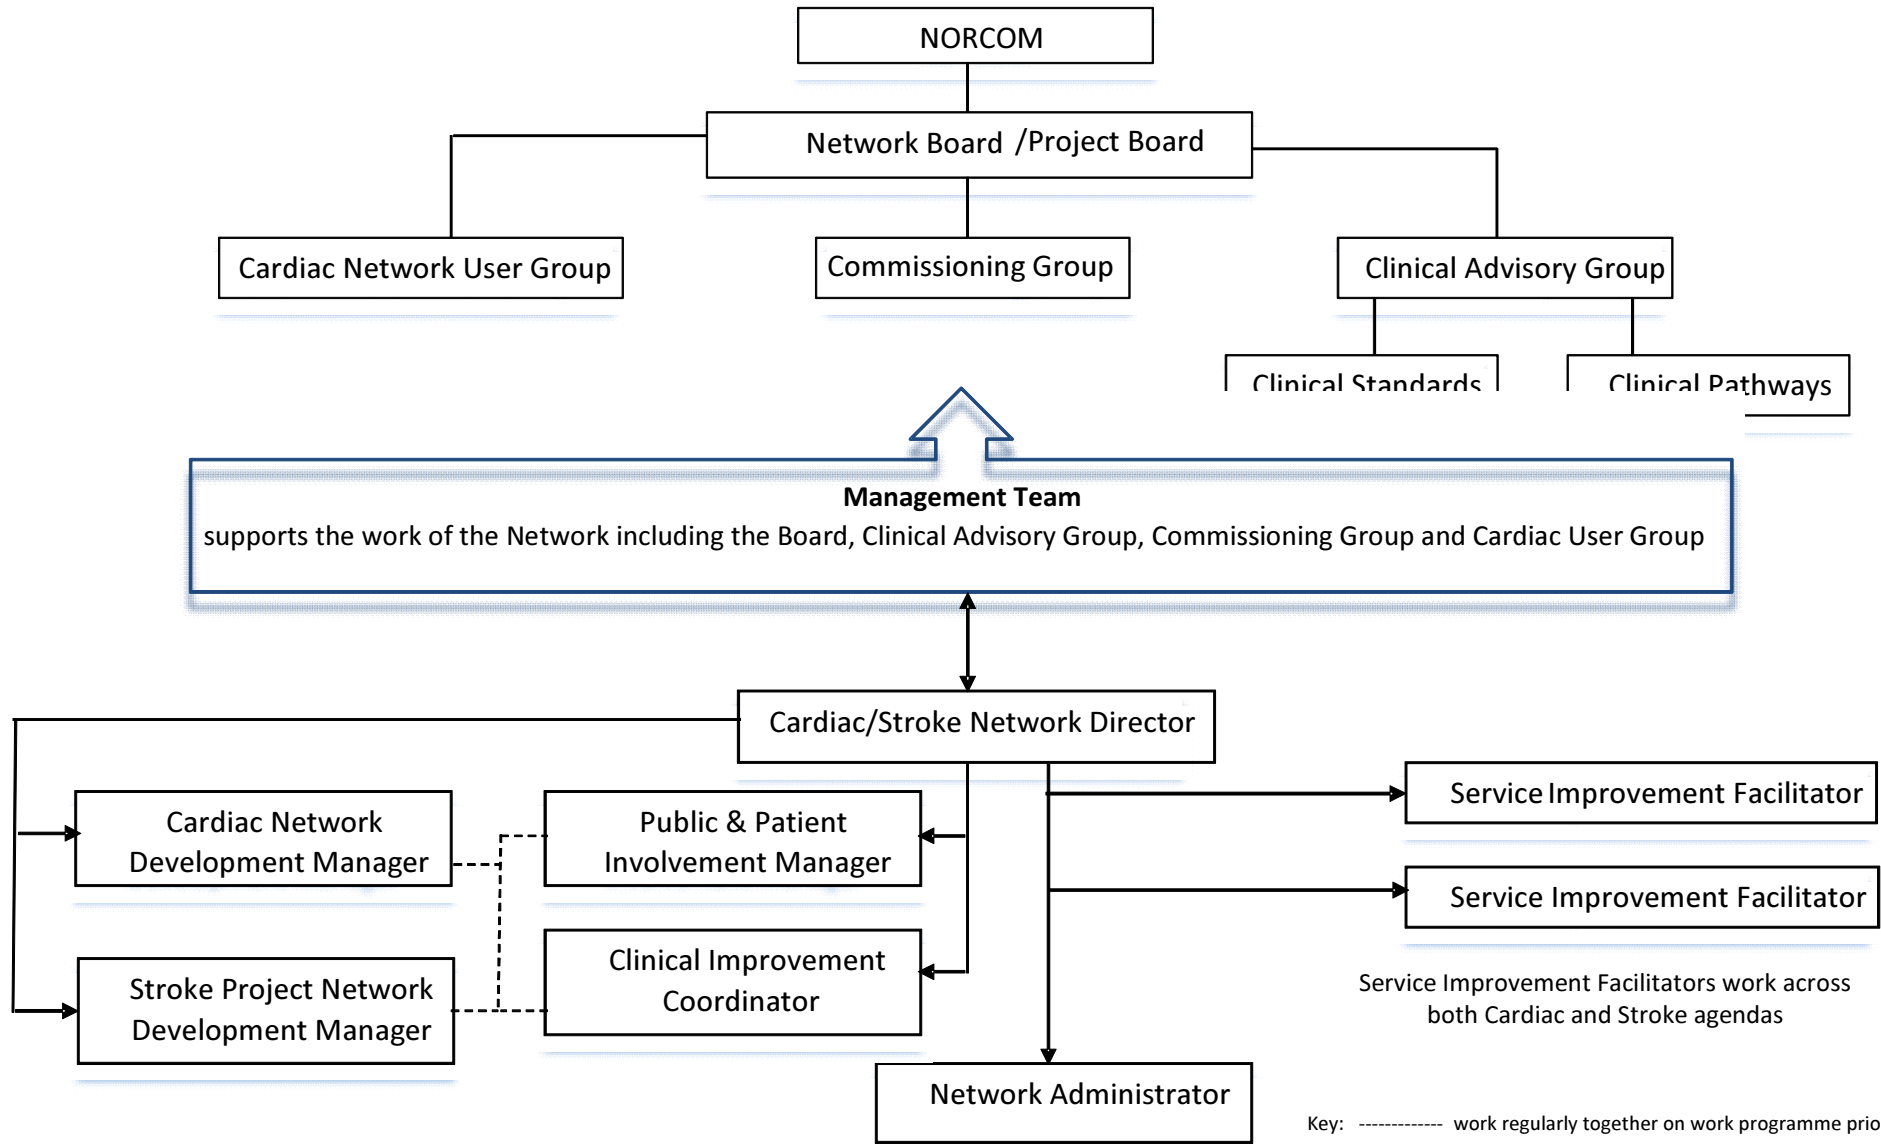 NORCOM
Network Board /Project Board
Cardiac Network User Group
Commissioning Group
Clinical Advisory Group
Clinical Standards
Clinical Pathways
Management Team
supports the work of the Network including the Board, Clinical Advisory Group, Commissioning Group and Cardiac User Group
Cardiac/Stroke Network Director
Cardiac Network
Development Manager
Public & Patient
Involvement Manager
Service Improvement Facilitator
Service Improvement Facilitator
Stroke Project Network
Development Manager
Clinical Improvement
Coordinator
Service Improvement Facilitators work across
both Cardiac and Stroke agendas
Network Administrator
Key: ------------- work regularly together on work programme prio